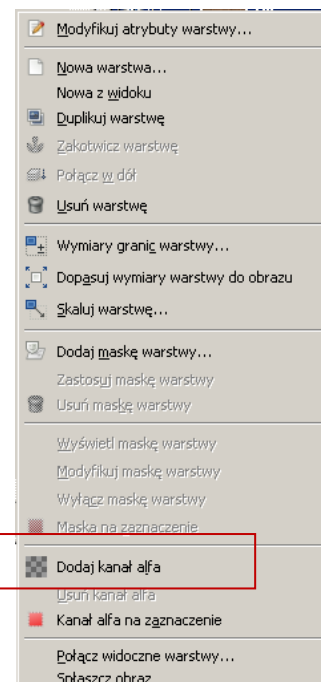 Modyfikuj atrybuty warstwy...
Nowa warstwa...
Nowa z widoku
Duplikuj warstwę
Zakotwicz warstwę
Połącz w dół
Usuń warstwę
Wymiary granic warstwy...
Dopasuj wymiary warstwy do obrazu
Skaluj warstwę...
Dodaj maskę warstwy...
Zastosuj maskę warstwy
Usuń maskę warstwy
Wyświetl maskę warstwy
Modyfikuj maskę warstwy
Wyłącz maskę warstwy
Maska na zaznaczenie
Dodaj kanał alfa
Usuń kanał alfa
Kanał alfa na zaznaczenie
Połącz widoczne warstwy...
Spłaszcz obraz